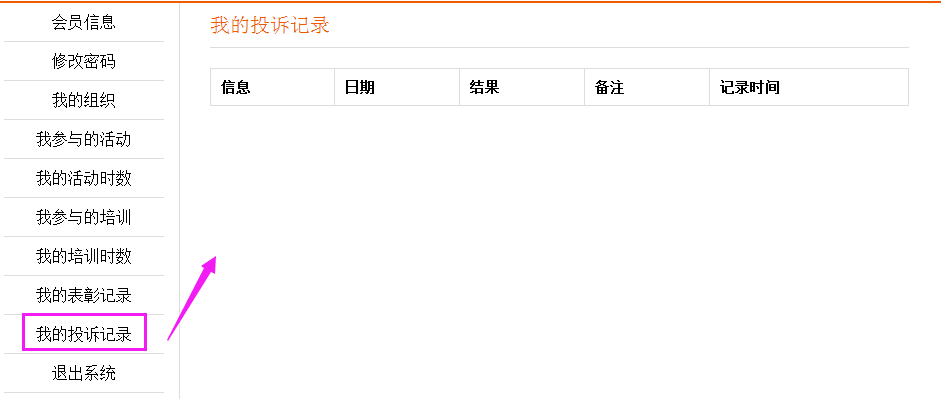 会员信息
修改密码
我的组织
我参与的活动
我的活动时数
我参与的培训
我的培训时数
我的表彰记录
我的投诉记录
退出系统
我的投诉记录
信息 日期 结果 备注 记录时间